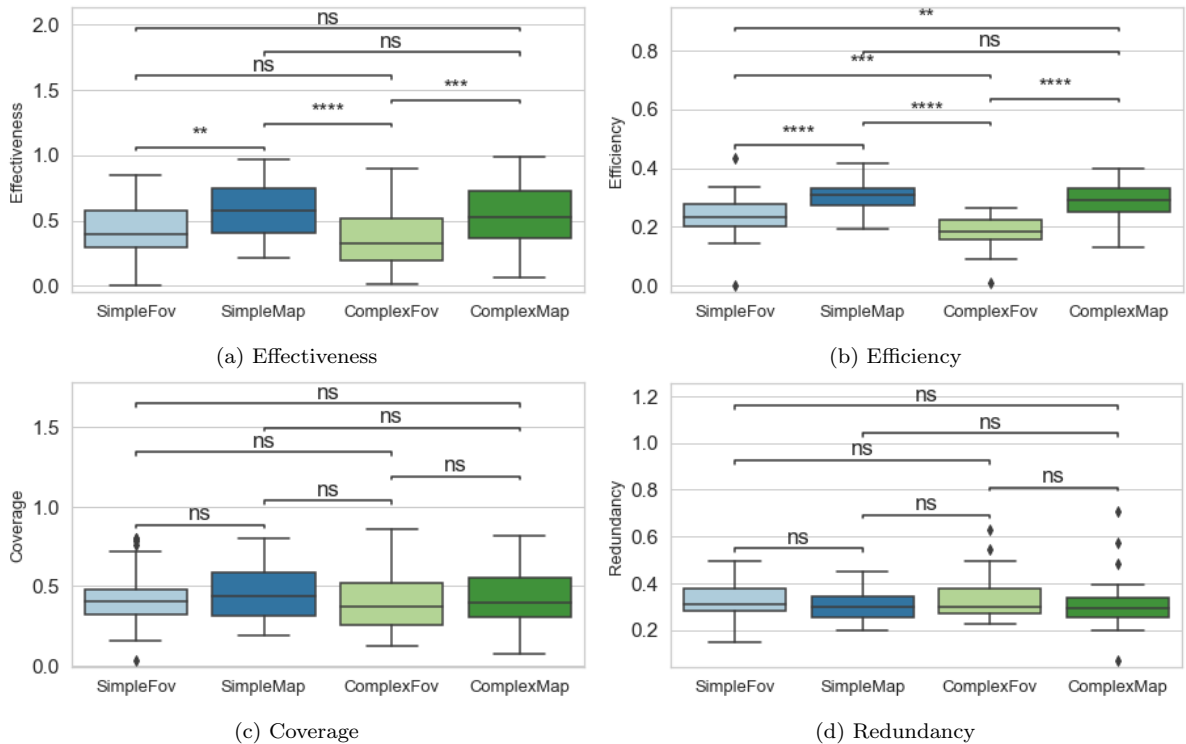 ns
ns
ns
***
****
**
2.0
1.5
1.0
0.5
0.0
Effectiveness
SimpleFov SimpleMap ComplexFov ComplexMap
(a) Effectiveness
**
ns
***
****
****
****
0.8
0.6
0.4
0.2
0.0
Efficiency
SimpleFov SimpleMap ComplexFov ComplexMap
(b) Efficiency
ns
ns
ns
ns
ns
ns
1.5
1.0
0.5
0.0
Coverage
SimpleFov SimpleMap ComplexFov ComplexMap
(c) Coverage
ns
ns
ns
ns
ns
ns
1.2
1.0
0.8
0.6
0.4
0.2
Redundancy
SimpleFov SimpleMap ComplexFov ComplexMap
(d) Redundancy